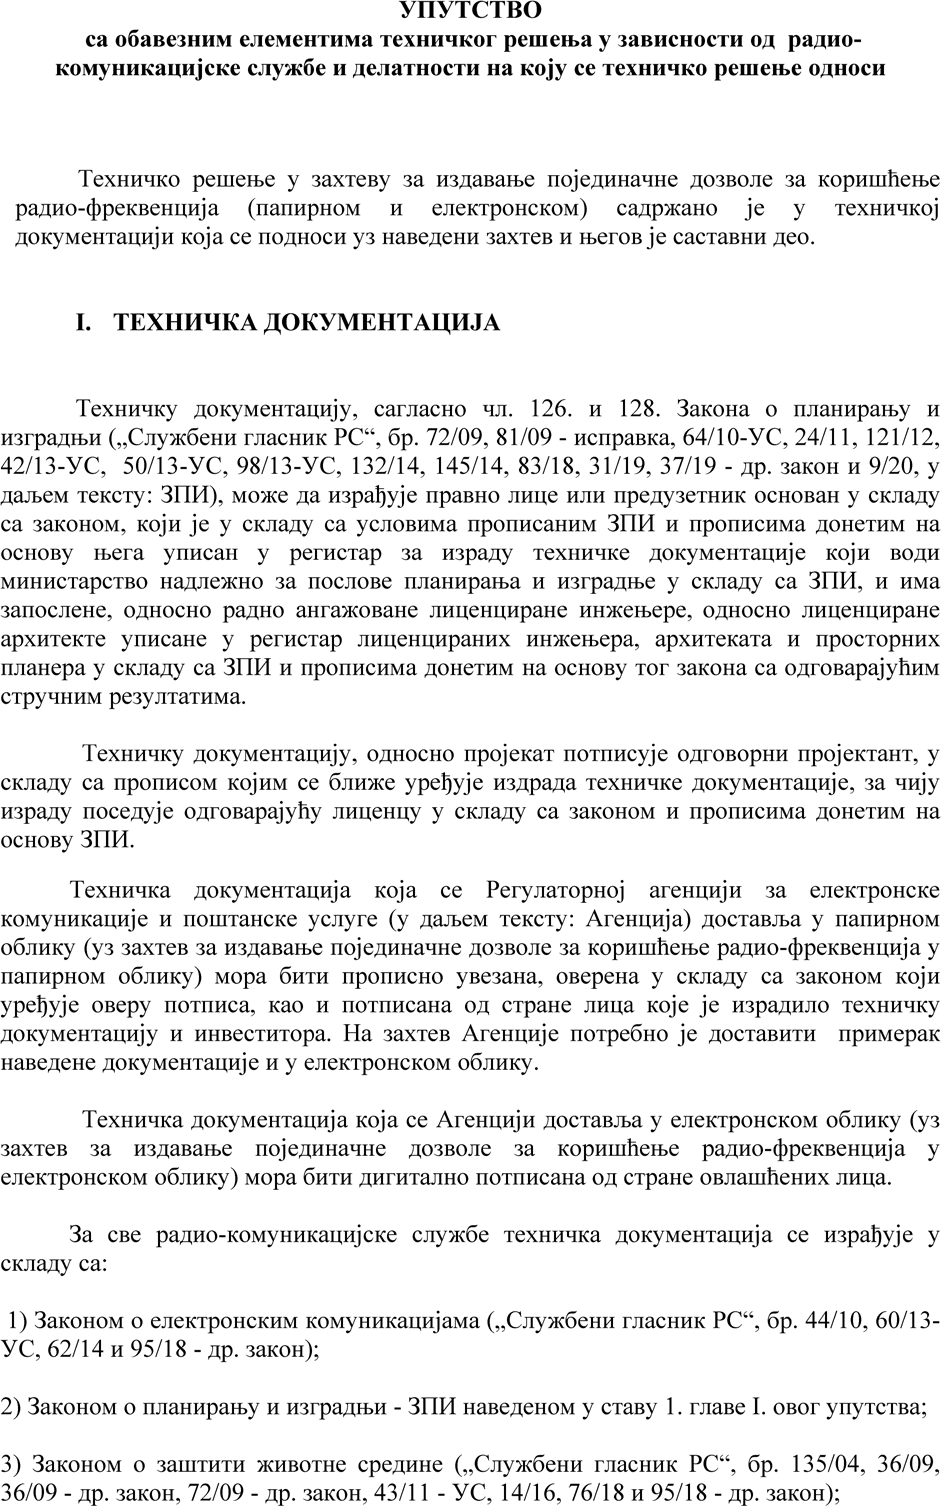 УПУТСТВО
са обавезним елементима техничког решења у зависности од  радио-
комуникацијске службе и делатности на коју се техничко решење односи
Техничко решење у захтеву за издавање појединачне дозволе за коришћење
радио-фреквенција (папирном и електронском) садржано је у техничкој
документацији која се подноси уз наведени захтев и његов је саставни део.
I. ТЕХНИЧКА ДОКУМЕНТАЦИЈА
Техничку документацију, сагласно чл. 126. и 128. Закона о планирању и
изградњи („Службени гласник РС“, бр. 72/09, 81/09 - исправка, 64/10-УС, 24/11, 121/12,
42/13-УС,  50/13-УС, 98/13-УС, 132/14, 145/14, 83/18, 31/19, 37/19 - др. закон и 9/20, у
даљем тексту: ЗПИ), може да израђује правно лице или предузетник основан у складу
са законом, који је у складу са условима прописаним ЗПИ и прописима донетим на
основу њега уписан у регистар за израду техничке документације који води
министарство надлежно за послове планирања и изградње у складу са ЗПИ, и има
запослене, односно радно ангажоване лиценциране инжењере, односно лиценциране
архитекте уписане у регистар лиценцираних инжењера, архитеката и просторних
планера у складу са ЗПИ и прописима донетим на основу тог закона са одговарајућим
стручним резултатима.
Техничку документацију, односно пројекат потписује одговорни пројектант, у
складу са прописом којим се ближе уређује издрада техничке документације, за чију
израду поседује одговарајућу лиценцу у складу са законом и прописима донетим на
основу ЗПИ.
Техничка документација која се Регулаторној агенцији за електронске
комуникације и поштанске услуге (у даљем тексту: Агенција) доставља у папирном
облику (уз захтев за издавање појединачне дозволе за коришћење радио-фреквенција у
папирном облику) мора бити прописно увезана, оверена у складу са законом који
уређује оверу потписа, као и потписана од стране лица које је израдило техничку
документацију и инвеститора. На захтев Агенције потребно је доставити  примерак
наведене документације и у електронском облику.
Техничка документација која се Агенцији доставља у електронском облику (уз
захтев за издавање појединачне дозволе за коришћење радио-фреквенција у
електронском облику) мора бити дигитално потписана од стране овлашћених лица.
За све радио-комуникацијске службе техничка документација се израђује у
складу са:
1) Законом о електронским комуникацијама („Службени гласник РС“, бр. 44/10, 60/13-
УС, 62/14 и 95/18 - др. закон);
2) Законом о планирању и изградњи - ЗПИ наведеном у ставу 1. главе I. овог упутства;
3) Законом о заштити животне средине („Службени гласник РС“, бр. 135/04, 36/09,
36/09 - др. закон, 72/09 - др. закон, 43/11 - УС, 14/16, 76/18 и 95/18 - др. закон);